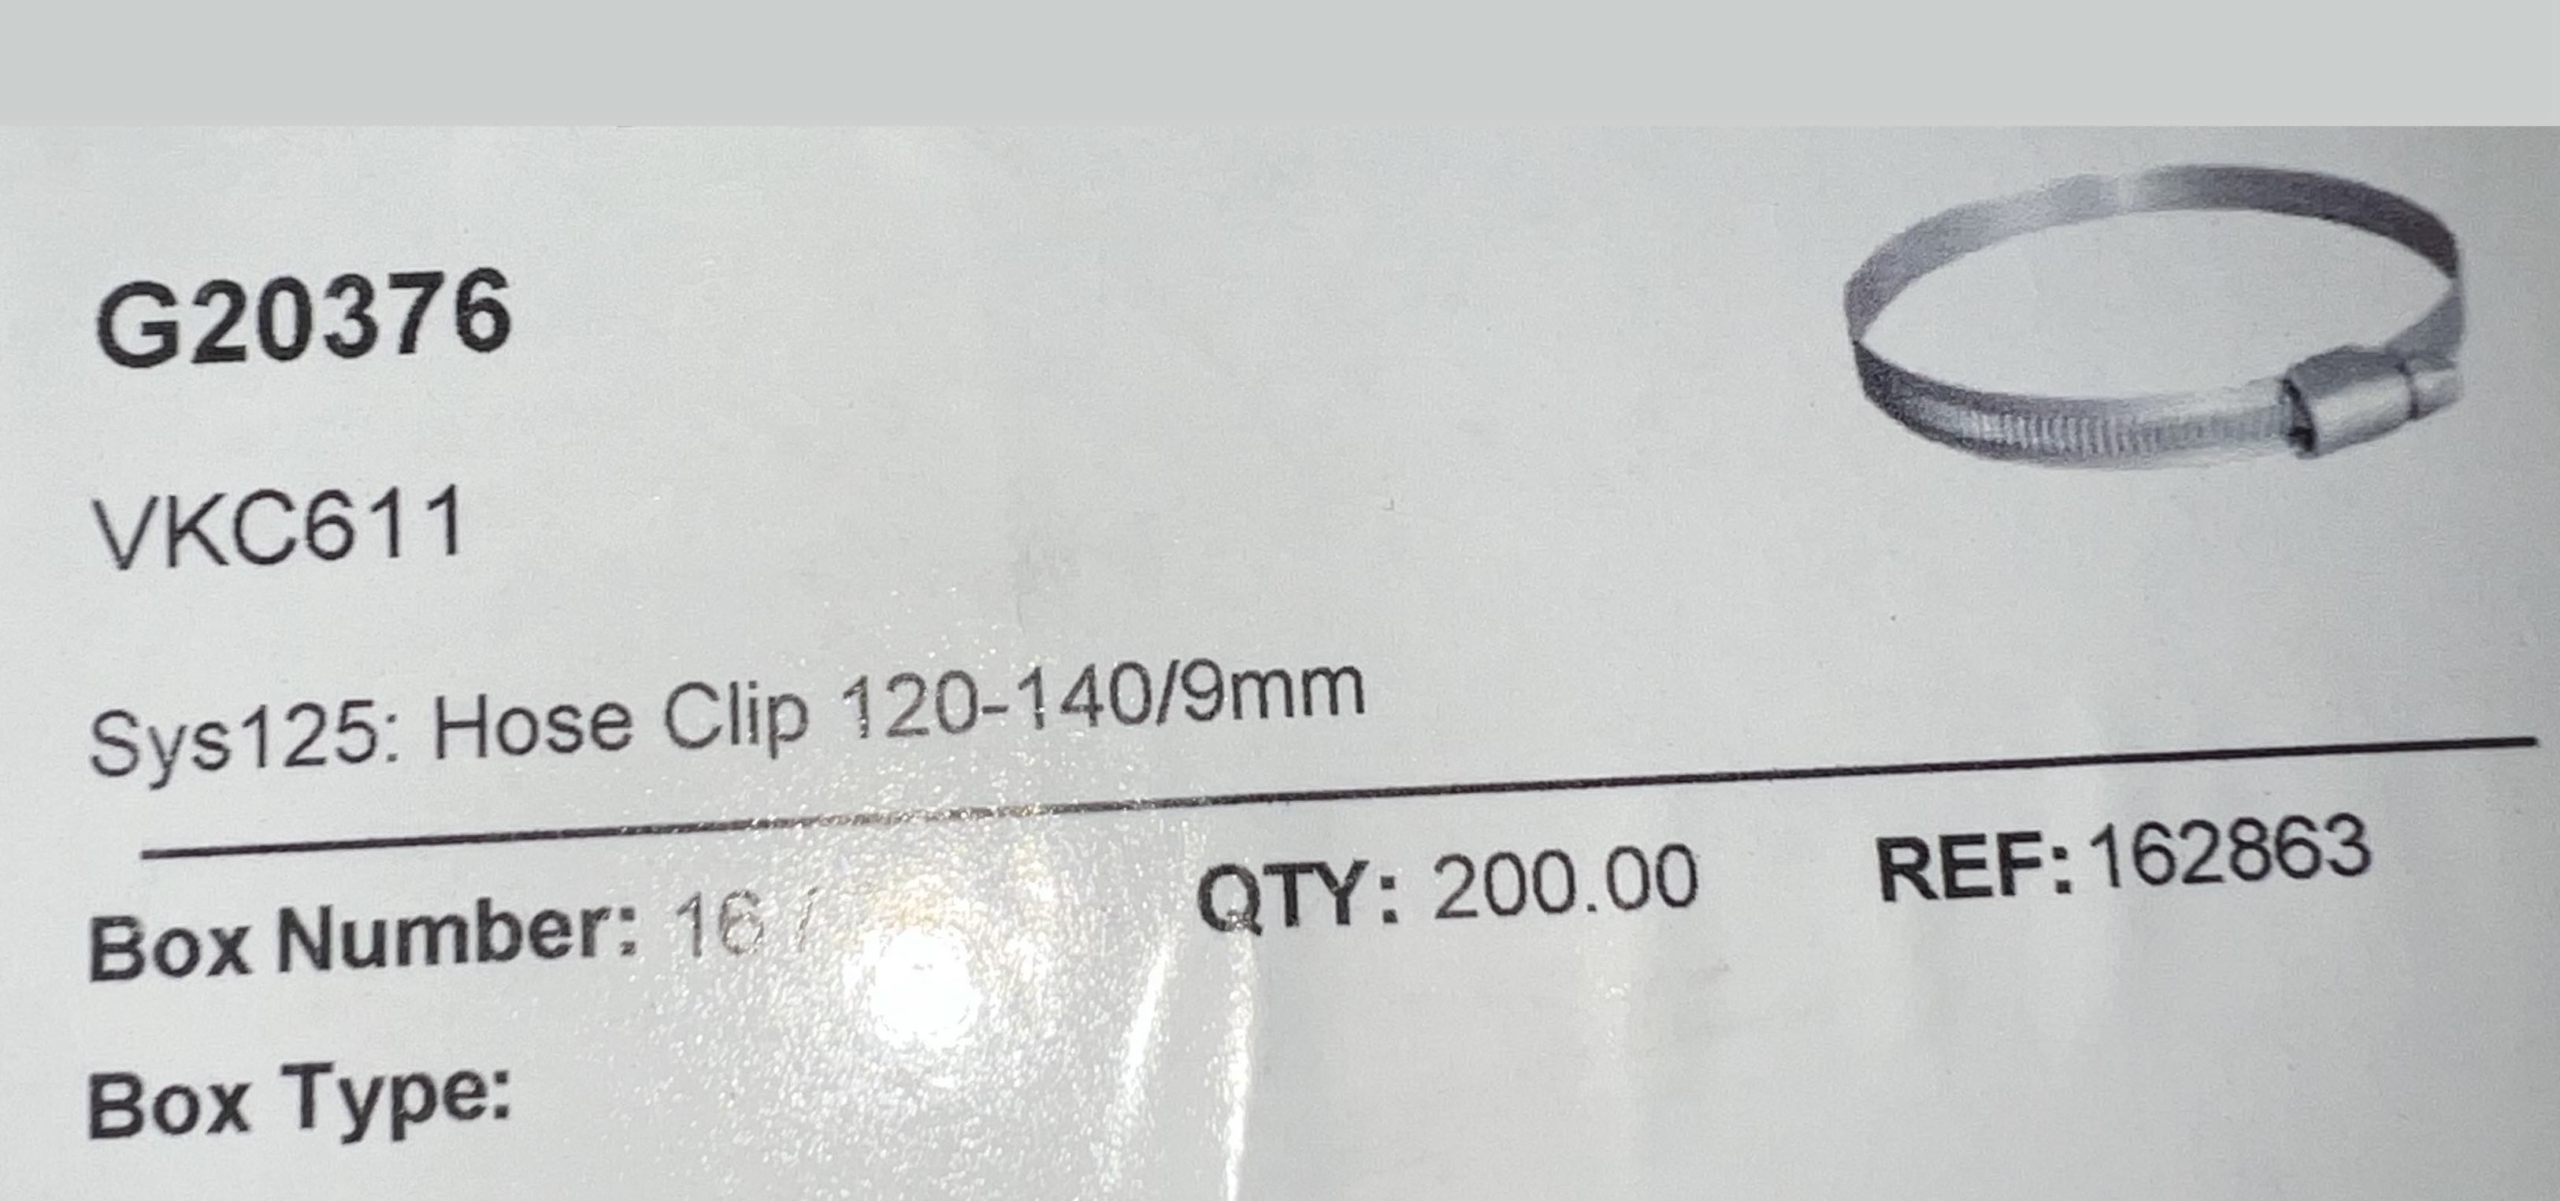 G20376
VKC611
Sys125: Hose Clip 120-140/9mm
Box Number: 16 / QTY: 200.00 REF: 162863
Box Type: